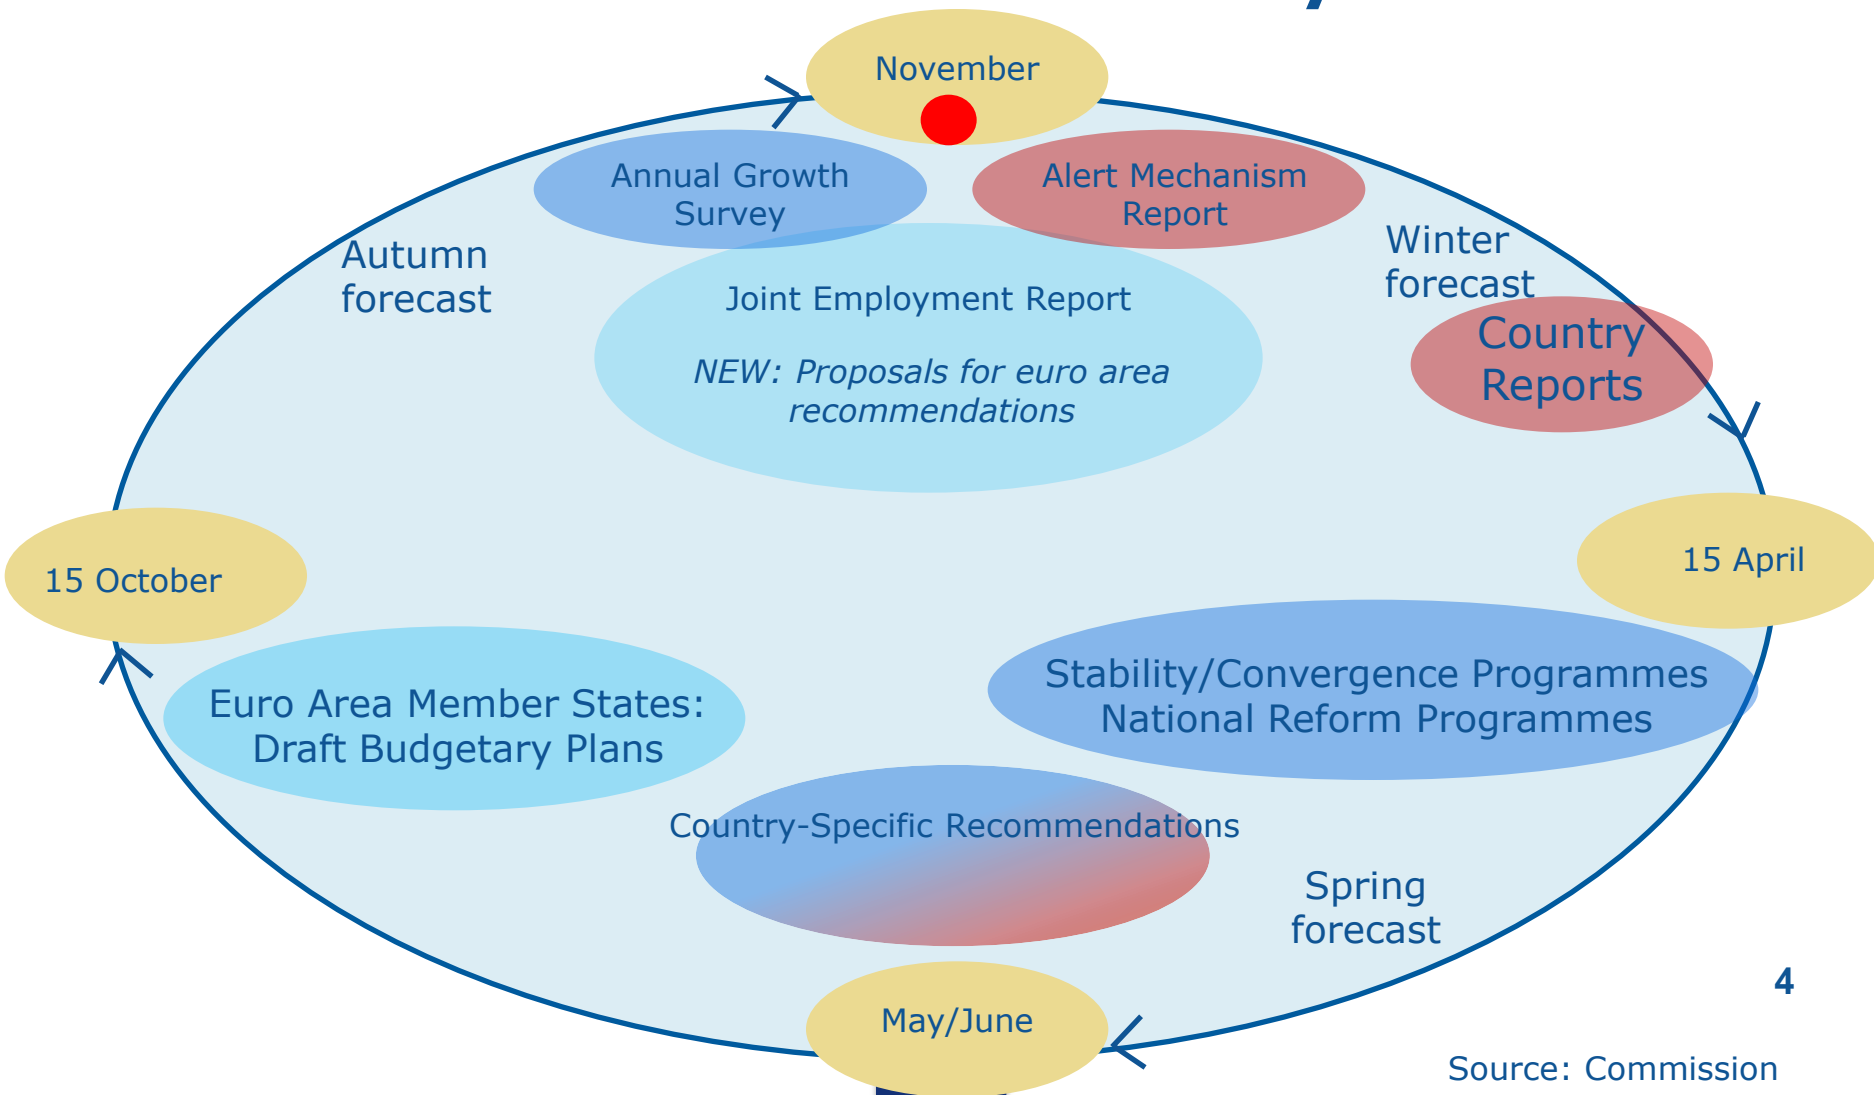 November
Annual Growth
Survey
Alert Mechanism
Report
Autumn
forecast
Winter
forecast
Joint Employment Report
NEW: Proposals for euro area
recommendations
Country
Reports
15 October
15 April
Euro Area Member States:
Draft Budgetary Plans
Stability/Convergence Programmes
National Reform Programmes
Country-Specific Recommendations
Spring
forecast
4
May/June
Source: Commission